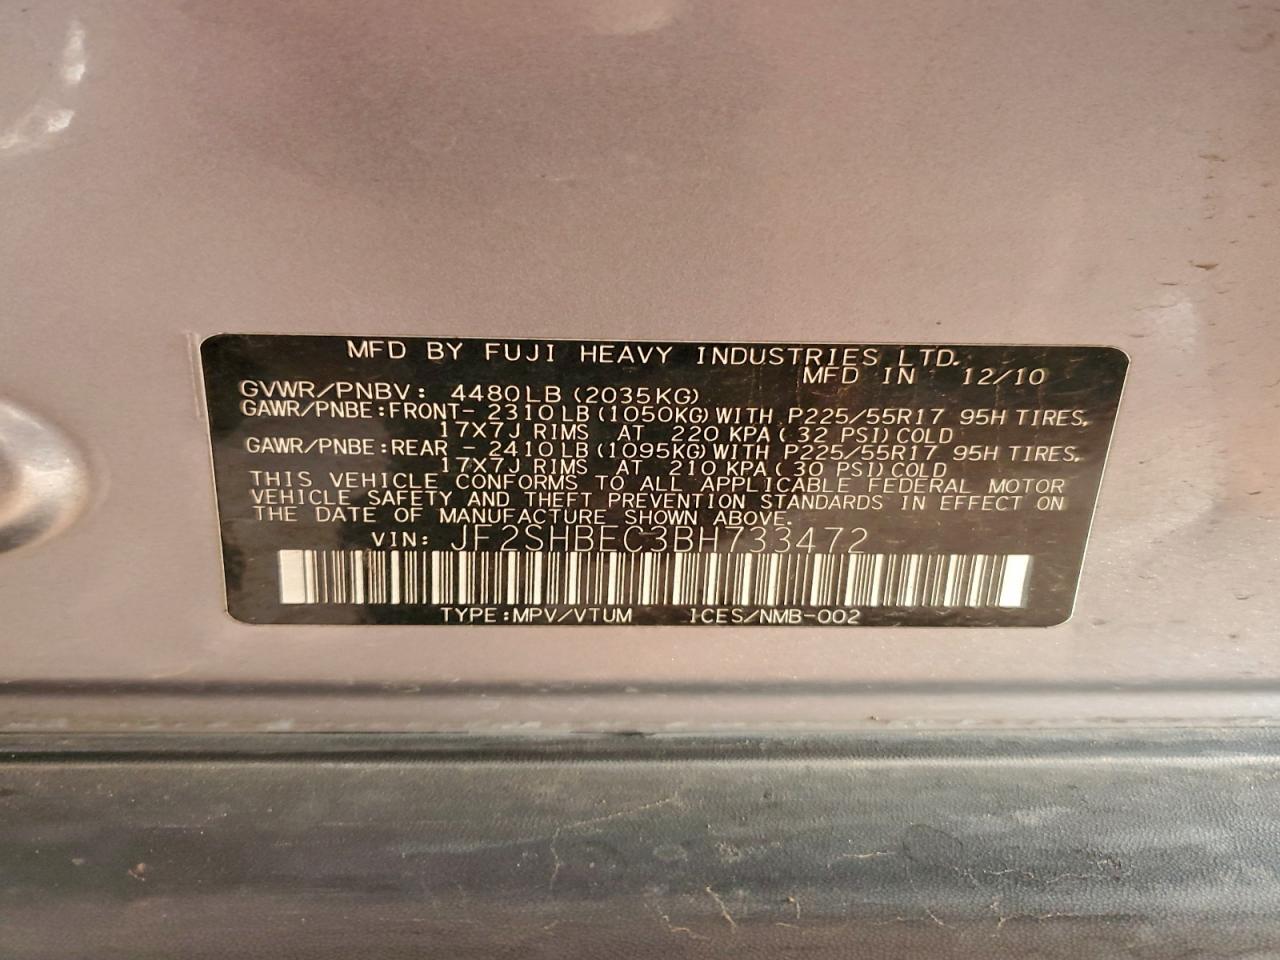 MFD BY FUJI HEAVY INDUSTRIES LTD.
MFD IN 12/10
GVWR/PNBV: 4480LB (2035KG)
GAWR/PNBE:FRONT- 2310LB(1050KG)WITH P225/55R17 95H TIRES,
17X7J RIMS AT 220 KPA( 32 PSI)COLD
GAWR/PNBE:REAR - 2410LB(1095KG)WITH P225/55R17 95H TIRES,
17X7J RIMS AT 210 KPA( 30 PSI)COLD
THIS VEHICLE CONFORMS TO ALL APPLICABLE FEDERAL MOTOR
VEHICLE SAFETY AND THEFT PREVENTION STANDARDS IN EFFECT ON
THE DATE OF MANUFACTURE SHOWN ABOVE.
VIN: JF2SHBEC3BH733472
TYPE:MPV/VTUM ICES/NMB-002